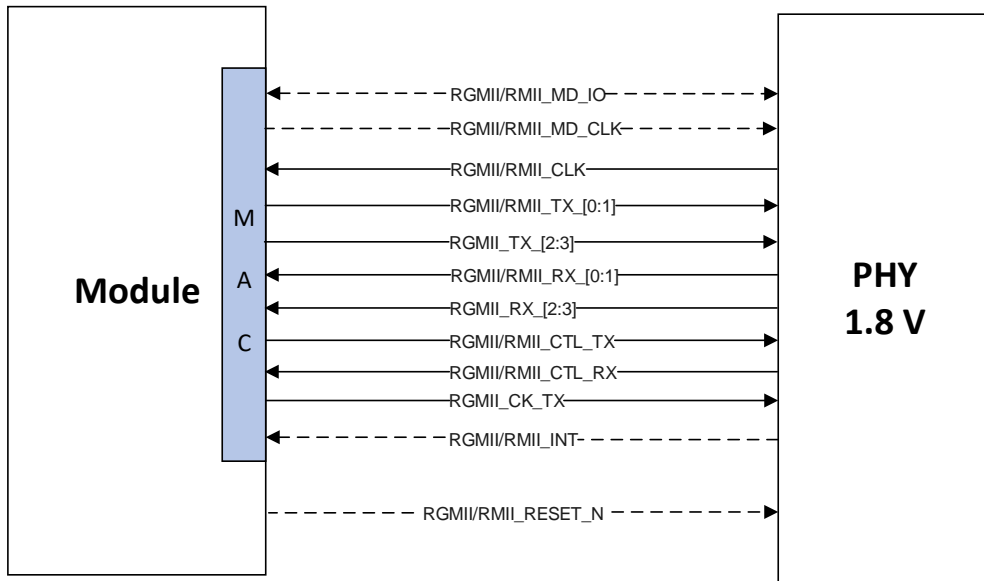 RGMII/RMII_MD_IO
RGMII/RMII_MD_CLK
RGMII/RMII_CLK
RGMII/RMII_TX_[0:1]
RGMII_TX_[2:3]
RGMII/RMII_RX_[0:1]
RGMII_RX_[2:3]
RGMII/RMII_CTL_TX
RGMII/RMII_CTL_RX
RGMII_CK_TX
RGMII/RMII_INT
RGMII/RMII_RESET_N
Module
M
A
C
PHY
1.8 V